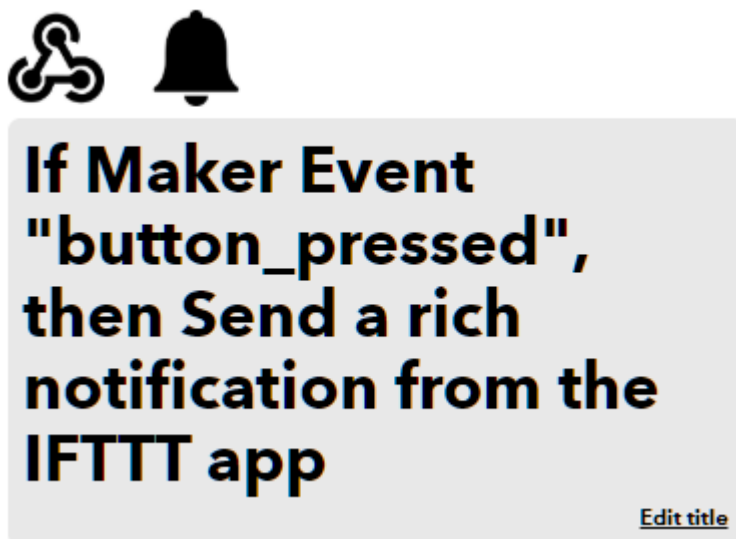 If Maker Event
"button_pressed",
then Send a rich
notification from the
IFTTT app
Edit title